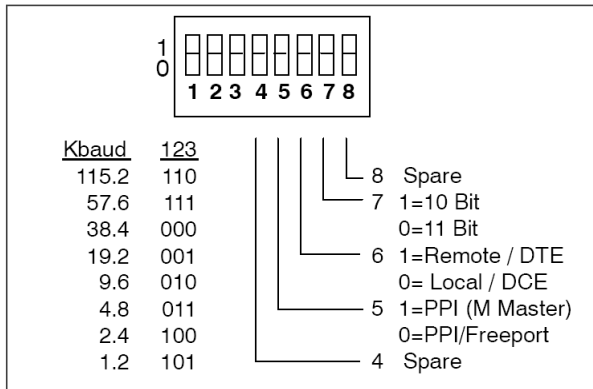 1
0
1 2 3 4 5 6 7 8
Kbaud 123
115.2 110
57.6 111
38.4 000
19.2 001
9.6 010
4.8 011
2.4 100
1.2 101
8 Spare
7 1=10 Bit
0=11 Bit
6 1=Remote / DTE
0= Local / DCE
5 1=PPI (M Master)
0=PPI/Freeport
4 Spare